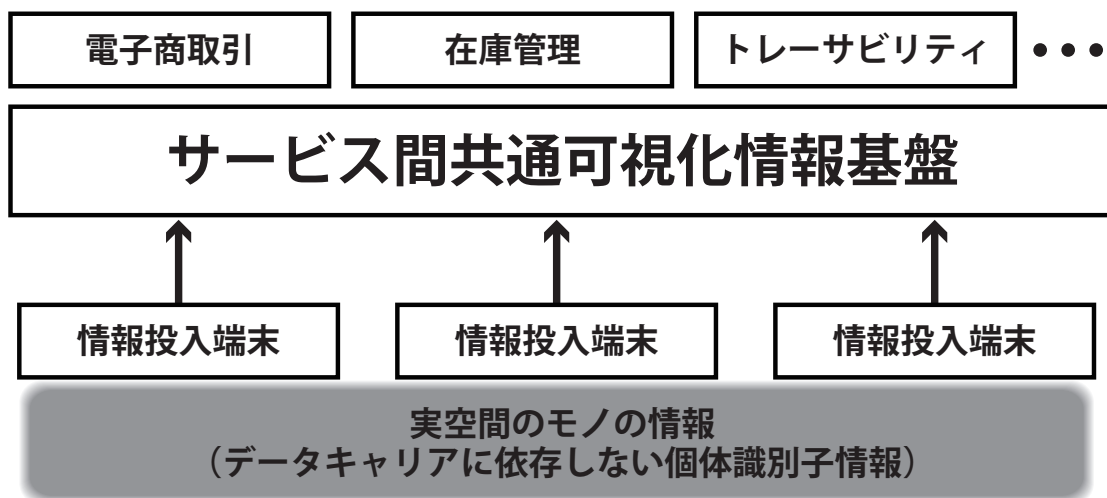 電子商取引
在庫管理
トレーサビリティ
•••
サービス間共通可視化情報基盤
情報投入端末
情報投入端末
情報投入端末
実空間のモノの情報
（データキャリアに依存しない個体識別子情報）